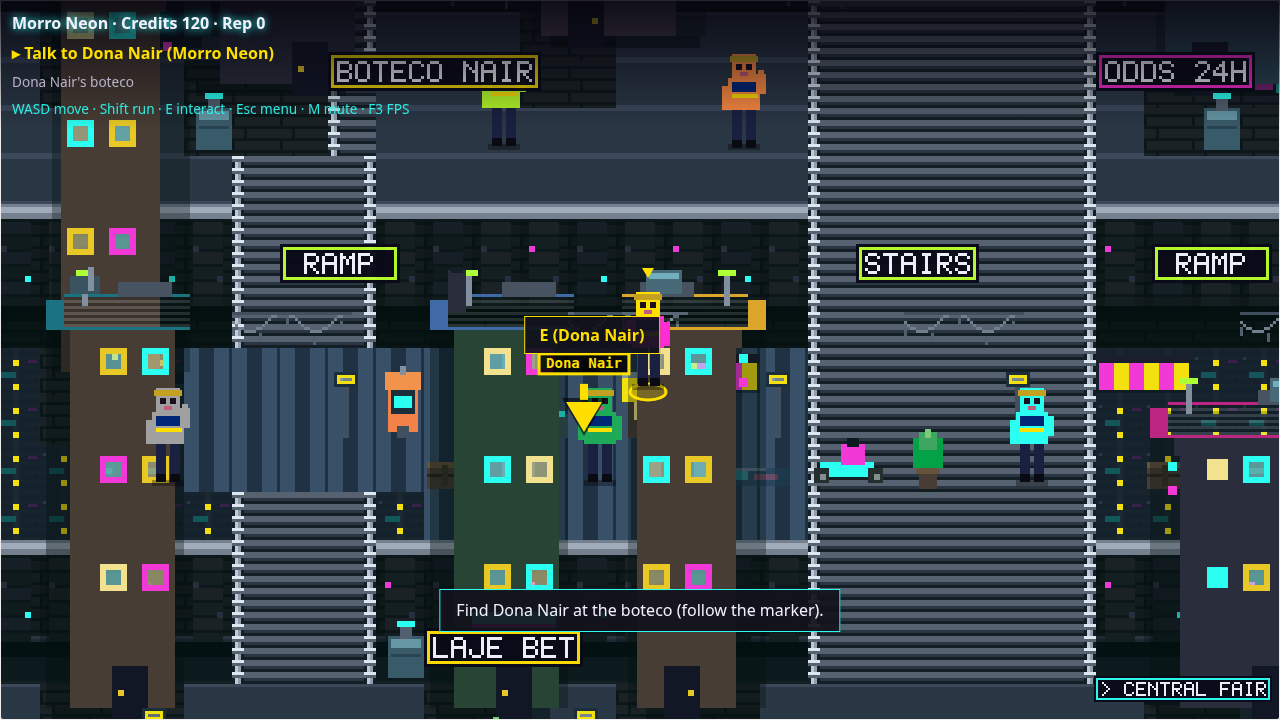 Morro Neon · Credits 120 · Rep 0
▸ Talk to Dona Nair (Morro Neon)
Dona Nair's boteco
WASD move · Shift run · E interact · Esc menu · M mute · F3 FPS
BOTECO NAIR
ODDS 24H
RAMP
STAIRS
RAMP
E (Dona Nair)
Dona Nair
Find Dona Nair at the boteco (follow the marker).
LAJE BET
> CENTRAL FAIR